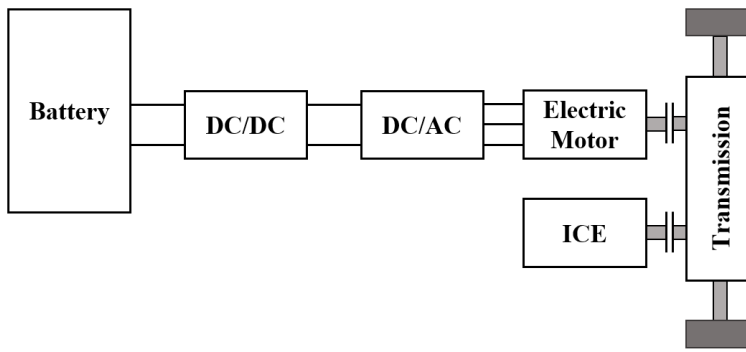 Battery
DC/DC
DC/AC
Electric
Motor
Transmission
ICE